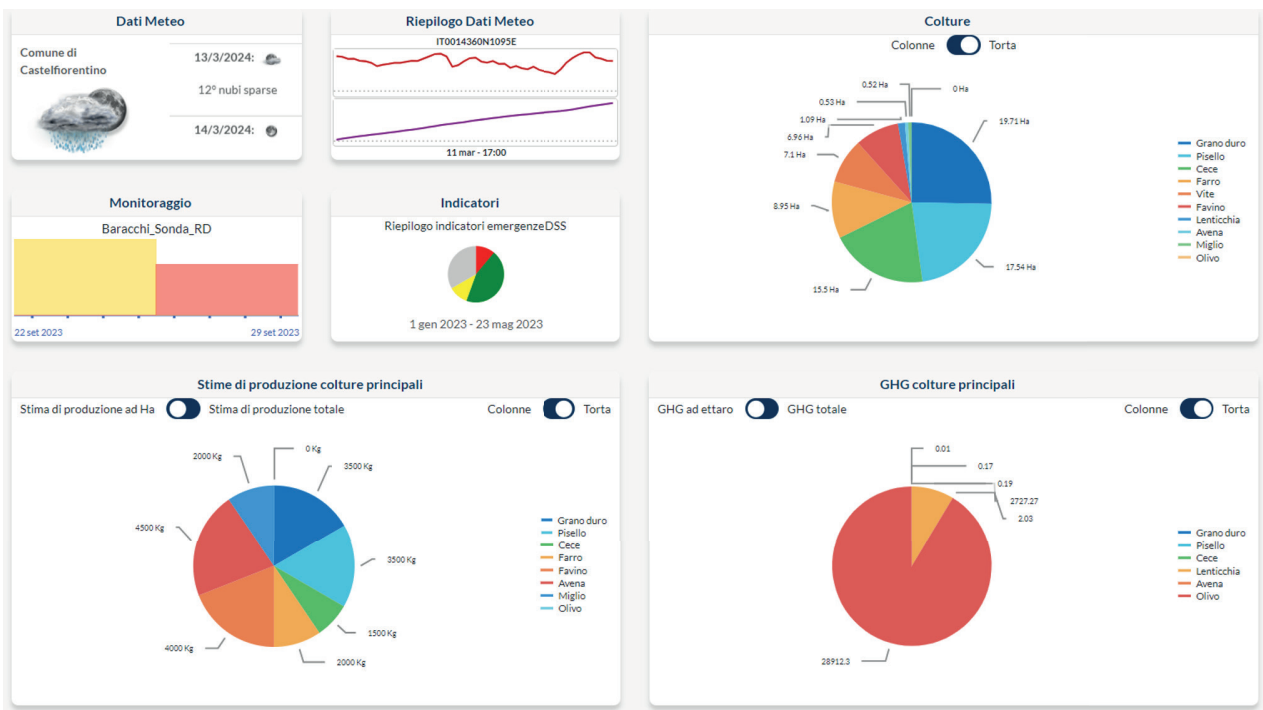 Dati Meteo
Comune di
Castelfiorentino
13/3/2024:
12° nubi sparse
14/3/2024:
Riepilogo Dati Meteo
IT0014360N1095E
11 mar - 17:00
Colture
Colonne Torta
0.52 Ha
0 Ha
0.53 Ha
1.09 Ha
19.71 Ha
6.96 Ha
7.1 Ha
8.95 Ha
17.54 Ha
15.5 Ha
Grano duro
Pisello
Cece
Farro
Vite
Favino
Lenticchia
Avena
Miglio
Olivo
Monitoraggio
Baracchi_Sonda_RD
22 set 2023 29 set 2023
Indicatori
Riepilogo indicatori emergenzeDSS
1 gen 2023 - 23 mag 2023
Stime di produzione colture principali
Stima di produzione ad Ha Stima di produzione totale Colonne Torta
0 Kg
2000 Kg
3500 Kg
4500 Kg
3500 Kg
1500 Kg
4000 Kg
2000 Kg
Grano duro
Pisello
Cece
Farro
Favino
Avena
Miglio
Olivo
GHG colture principali
GHG ad ettaro GHG totale Colonne Torta
0.01
0.17
0.19
2727.27
2.03
28912.3
Grano duro
Pisello
Cece
Lenticchia
Avena
Olivo